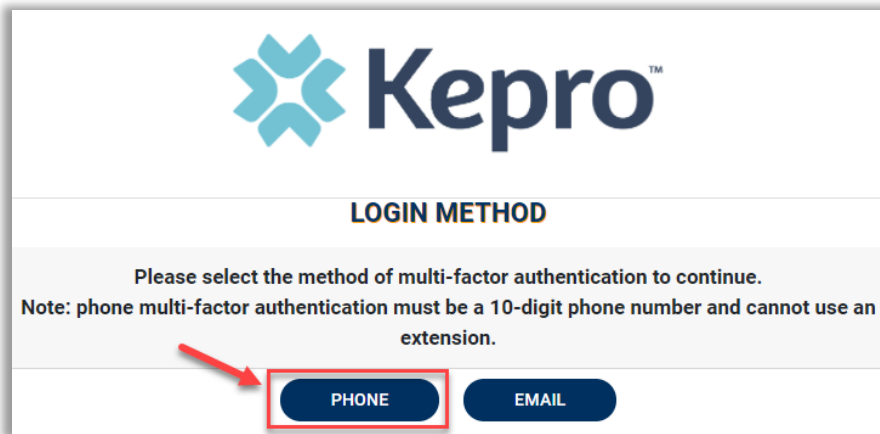 Kepro™
LOGIN METHOD
Please select the method of multi-factor authentication to continue.
Note: phone multi-factor authentication must be a 10-digit phone number and cannot use an
extension.
PHONE EMAIL